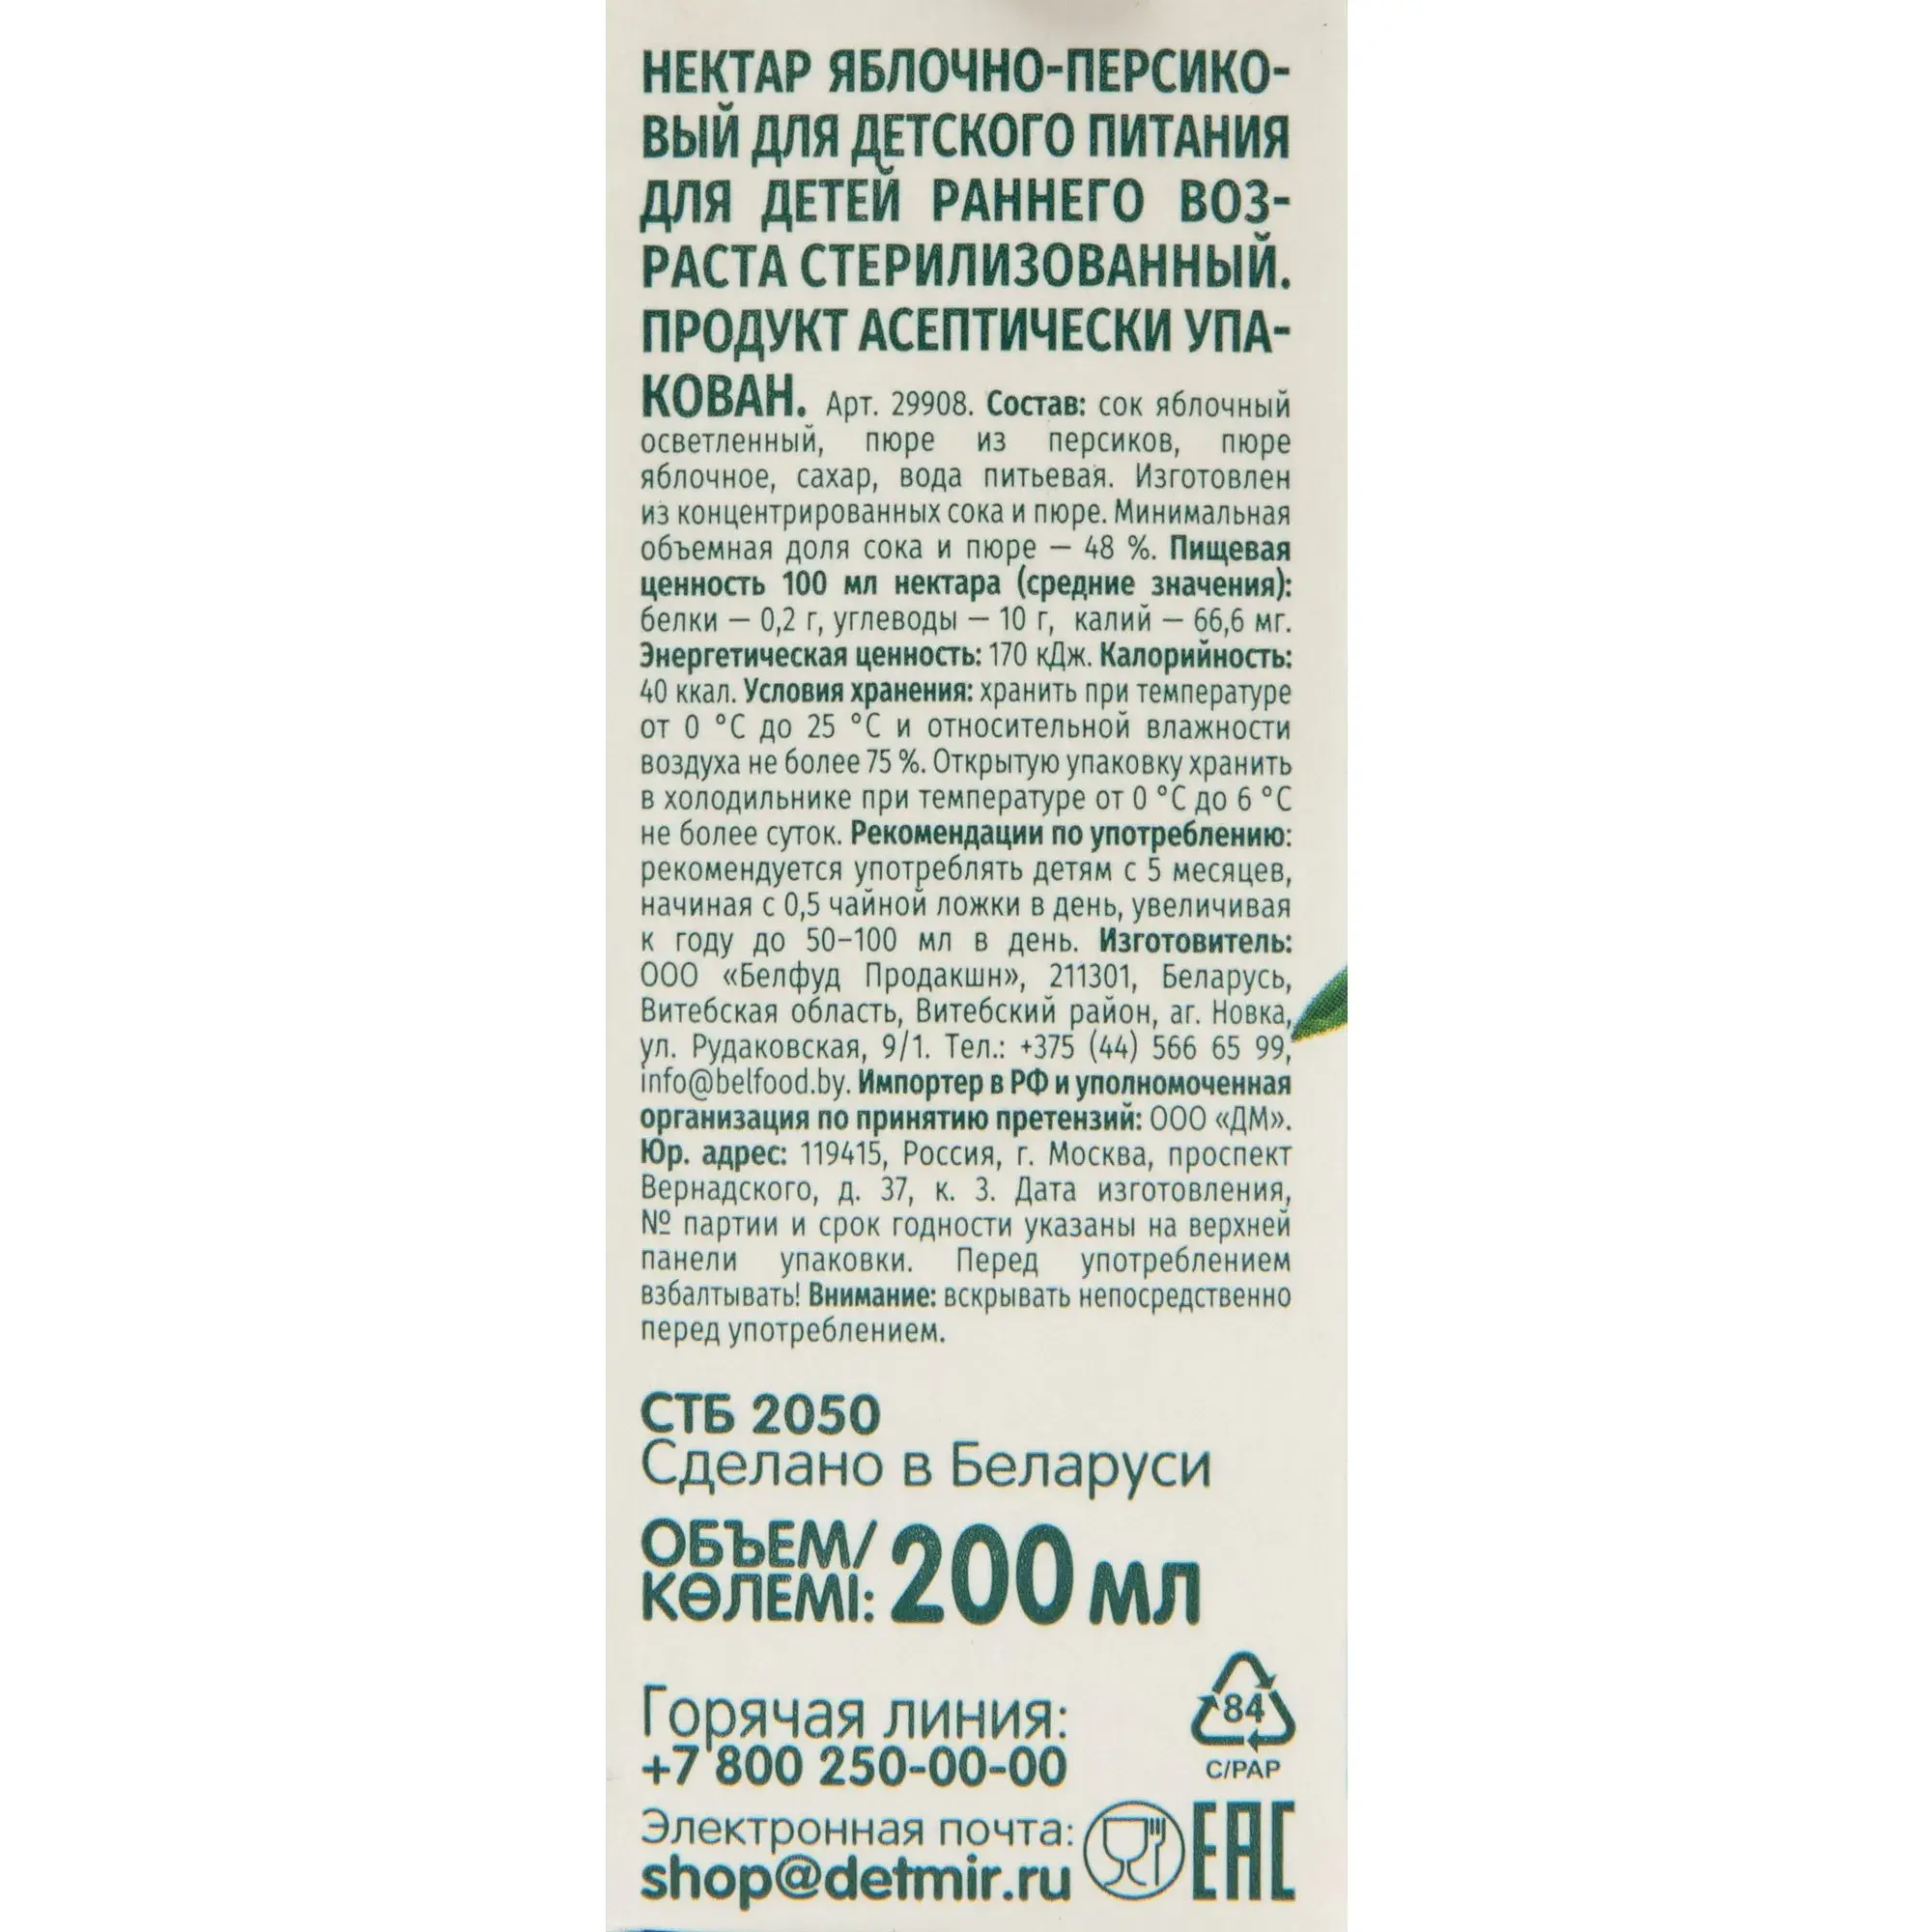 НЕКТАР ЯБЛОЧНО-ПЕРСИКО-
ВЫЙ ДЛЯ ДЕТСКОГО ПИТАНИЯ
ДЛЯ ДЕТЕЙ РАННЕГО ВОЗ-
РАСТА СТЕРИЛИЗОВАННЫЙ.
ПРОДУКТ АСЕПТИЧЕСКИ УПА-
КОВАН. Арт. 29908. Состав: сок яблочный
осветленный, пюре из персиков, пюре
яблочное, сахар, вода питьевая. Изготовлен
из концентрированных сока и пюре. Минимальная
объемная доля сока и пюре — 48 %. Пищевая
ценность 100 мл нектара (средние значения):
белки — 0,2 г, углеводы — 10 г, калий — 66,6 мг.
Энергетическая ценность: 170 кДж. Калорийность:
40 ккал. Условия хранения: хранить при температуре
от 0 °С до 25 °С и относительной влажности
воздуха не более 75 %. Открытую упаковку хранить
в холодильнике при температуре от 0 °С до 6 °С
не более суток. Рекомендации по употреблению:
рекомендуется употреблять детям с 5 месяцев,
начиная с 0,5 чайной ложки в день, увеличивая
к году до 50–100 мл в день. Изготовитель:
ООО «Белфуд Продакшн», 211301, Беларусь,
Витебская область, Витебский район, аг. Новка,
ул. Рудаковская, 9/1. Тел.: +375 (44) 566 65 99,
info@belfood.by. Импортер в РФ и уполномоченная
организация по принятию претензий: ООО «ДМ».
Юр. адрес: 119415, Россия, г. Москва, проспект
Вернадского, д. 37, к. 3. Дата изготовления,
№ партии и срок годности указаны на верхней
панели упаковки. Перед употреблением
взбалтывать! Внимание: вскрывать непосредственно
перед употреблением.
СТБ 2050
Сделано в Беларуси
ОБЪЕМ/
КӨЛЕМІ: 200 мл
Горячая линия:
+7 800 250-00-00
84
C/PAP
Электронная почта:
shop@detmir.ru
EAC